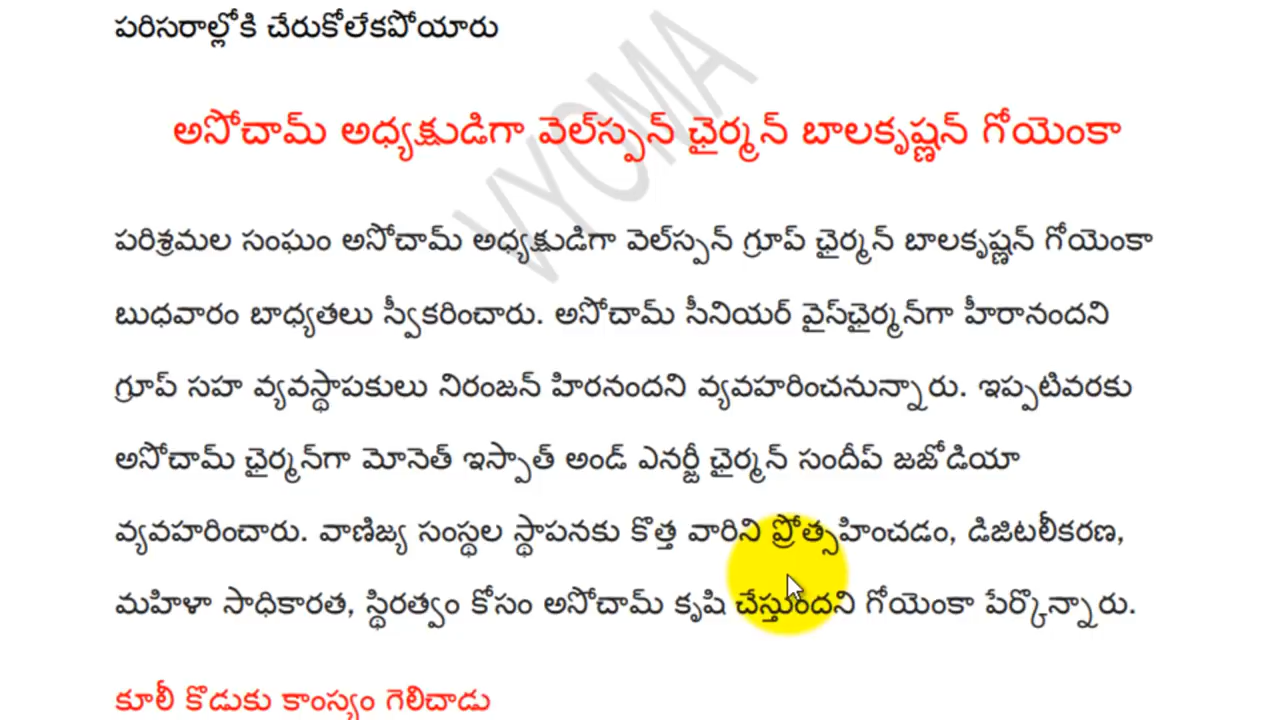 పరిసరాల్లోకి చేరుకోలేకపోయారు
అసోచామ్ అధ్యక్షుడిగా వెల్‌స్పన్ ఛైర్మన్ బాలకృష్ణన్ గోయెంకా
పరిశ్రమల సంఘం అసోచామ్ అధ్యక్షుడిగా వెల్‌స్పన్ గ్రూప్ ఛైర్మన్ బాలకృష్ణన్ గోయెంకా
బుధవారం బాధ్యతలు స్వీకరించారు. అసోచామ్ సీనియర్ వైస్‌ఛైర్మన్‌గా హీరానందని
గ్రూప్ సహ వ్యవస్థాపకులు నిరంజన్ హిరనందని వ్యవహరించనున్నారు. ఇప్పటివరకు
అసోచామ్ ఛైర్మన్‌గా మోనెత్ ఇస్పాత్ అండ్ ఎనర్జీ ఛైర్మన్ సందీప్ జజోడియా
వ్యవహరించారు. వాణిజ్య సంస్థల స్థాపనకు కొత్త వారిని ప్రోత్సహించడం, డిజిటలీకరణ,
మహిళా సాధికారత, స్థిరత్వం కోసం అసోచామ్ కృషి చేస్తుందని గోయెంకా పేర్కొన్నారు.
కూలీ కొడుకు కాంస్యం గెలిచాడు
VYOMA